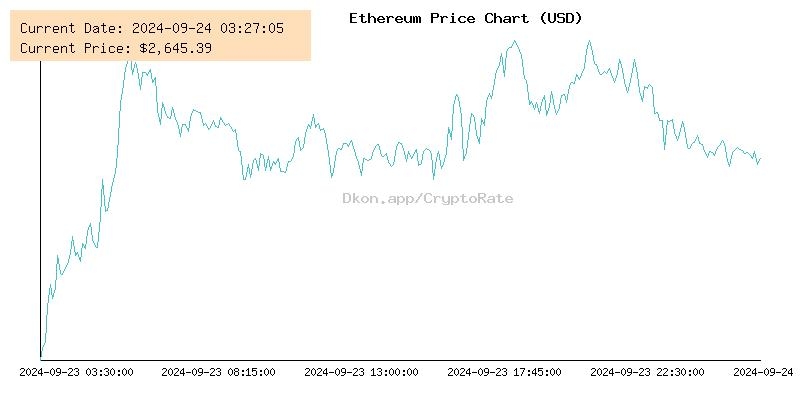 Ethereum Price Chart (USD)
Current Date: 2024-09-24 03:27:05
Current Price: $2,645.39
Dkon.app/CryptoRate
2024-09-23 03:30:00 2024-09-23 08:15:00 2024-09-23 13:00:00 2024-09-23 17:45:00 2024-09-23 22:30:00 2024-09-24